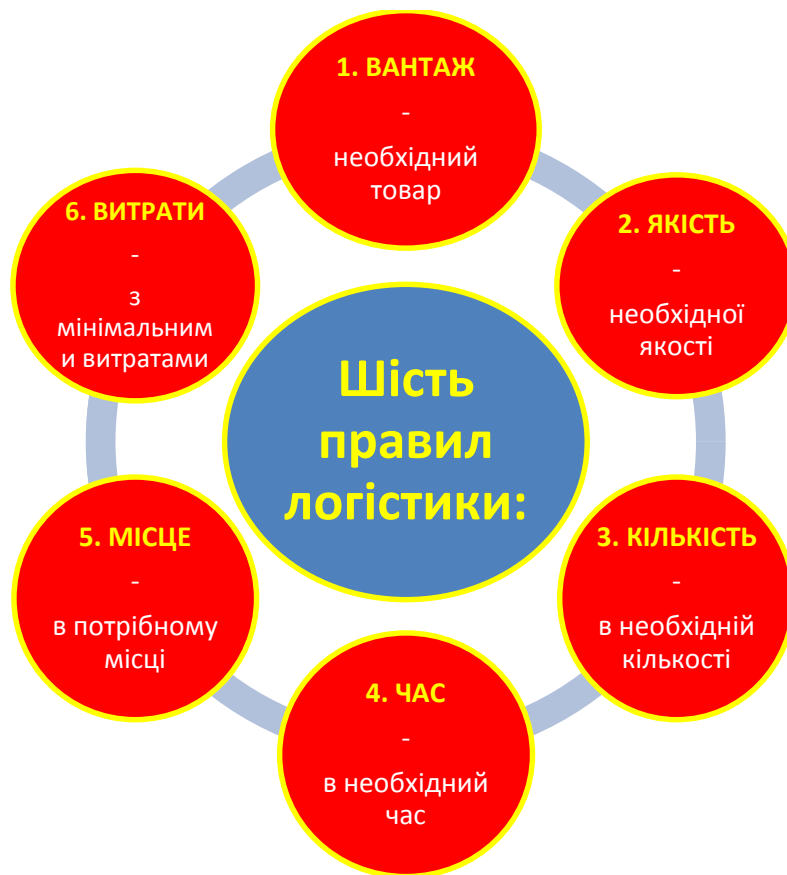 1. ВАНТАЖ
-
необхідний
товар
2. ЯКІСТЬ
-
необхідної
якості
3. КІЛЬКІСТЬ
-
в необхідній
кількості
4. ЧАС
-
в необхідний
час
5. МІСЦЕ
-
в потрібному
місці
6. ВИТРАТИ
-
з
мінімальним
и витратами
Шість
правил
логістики: